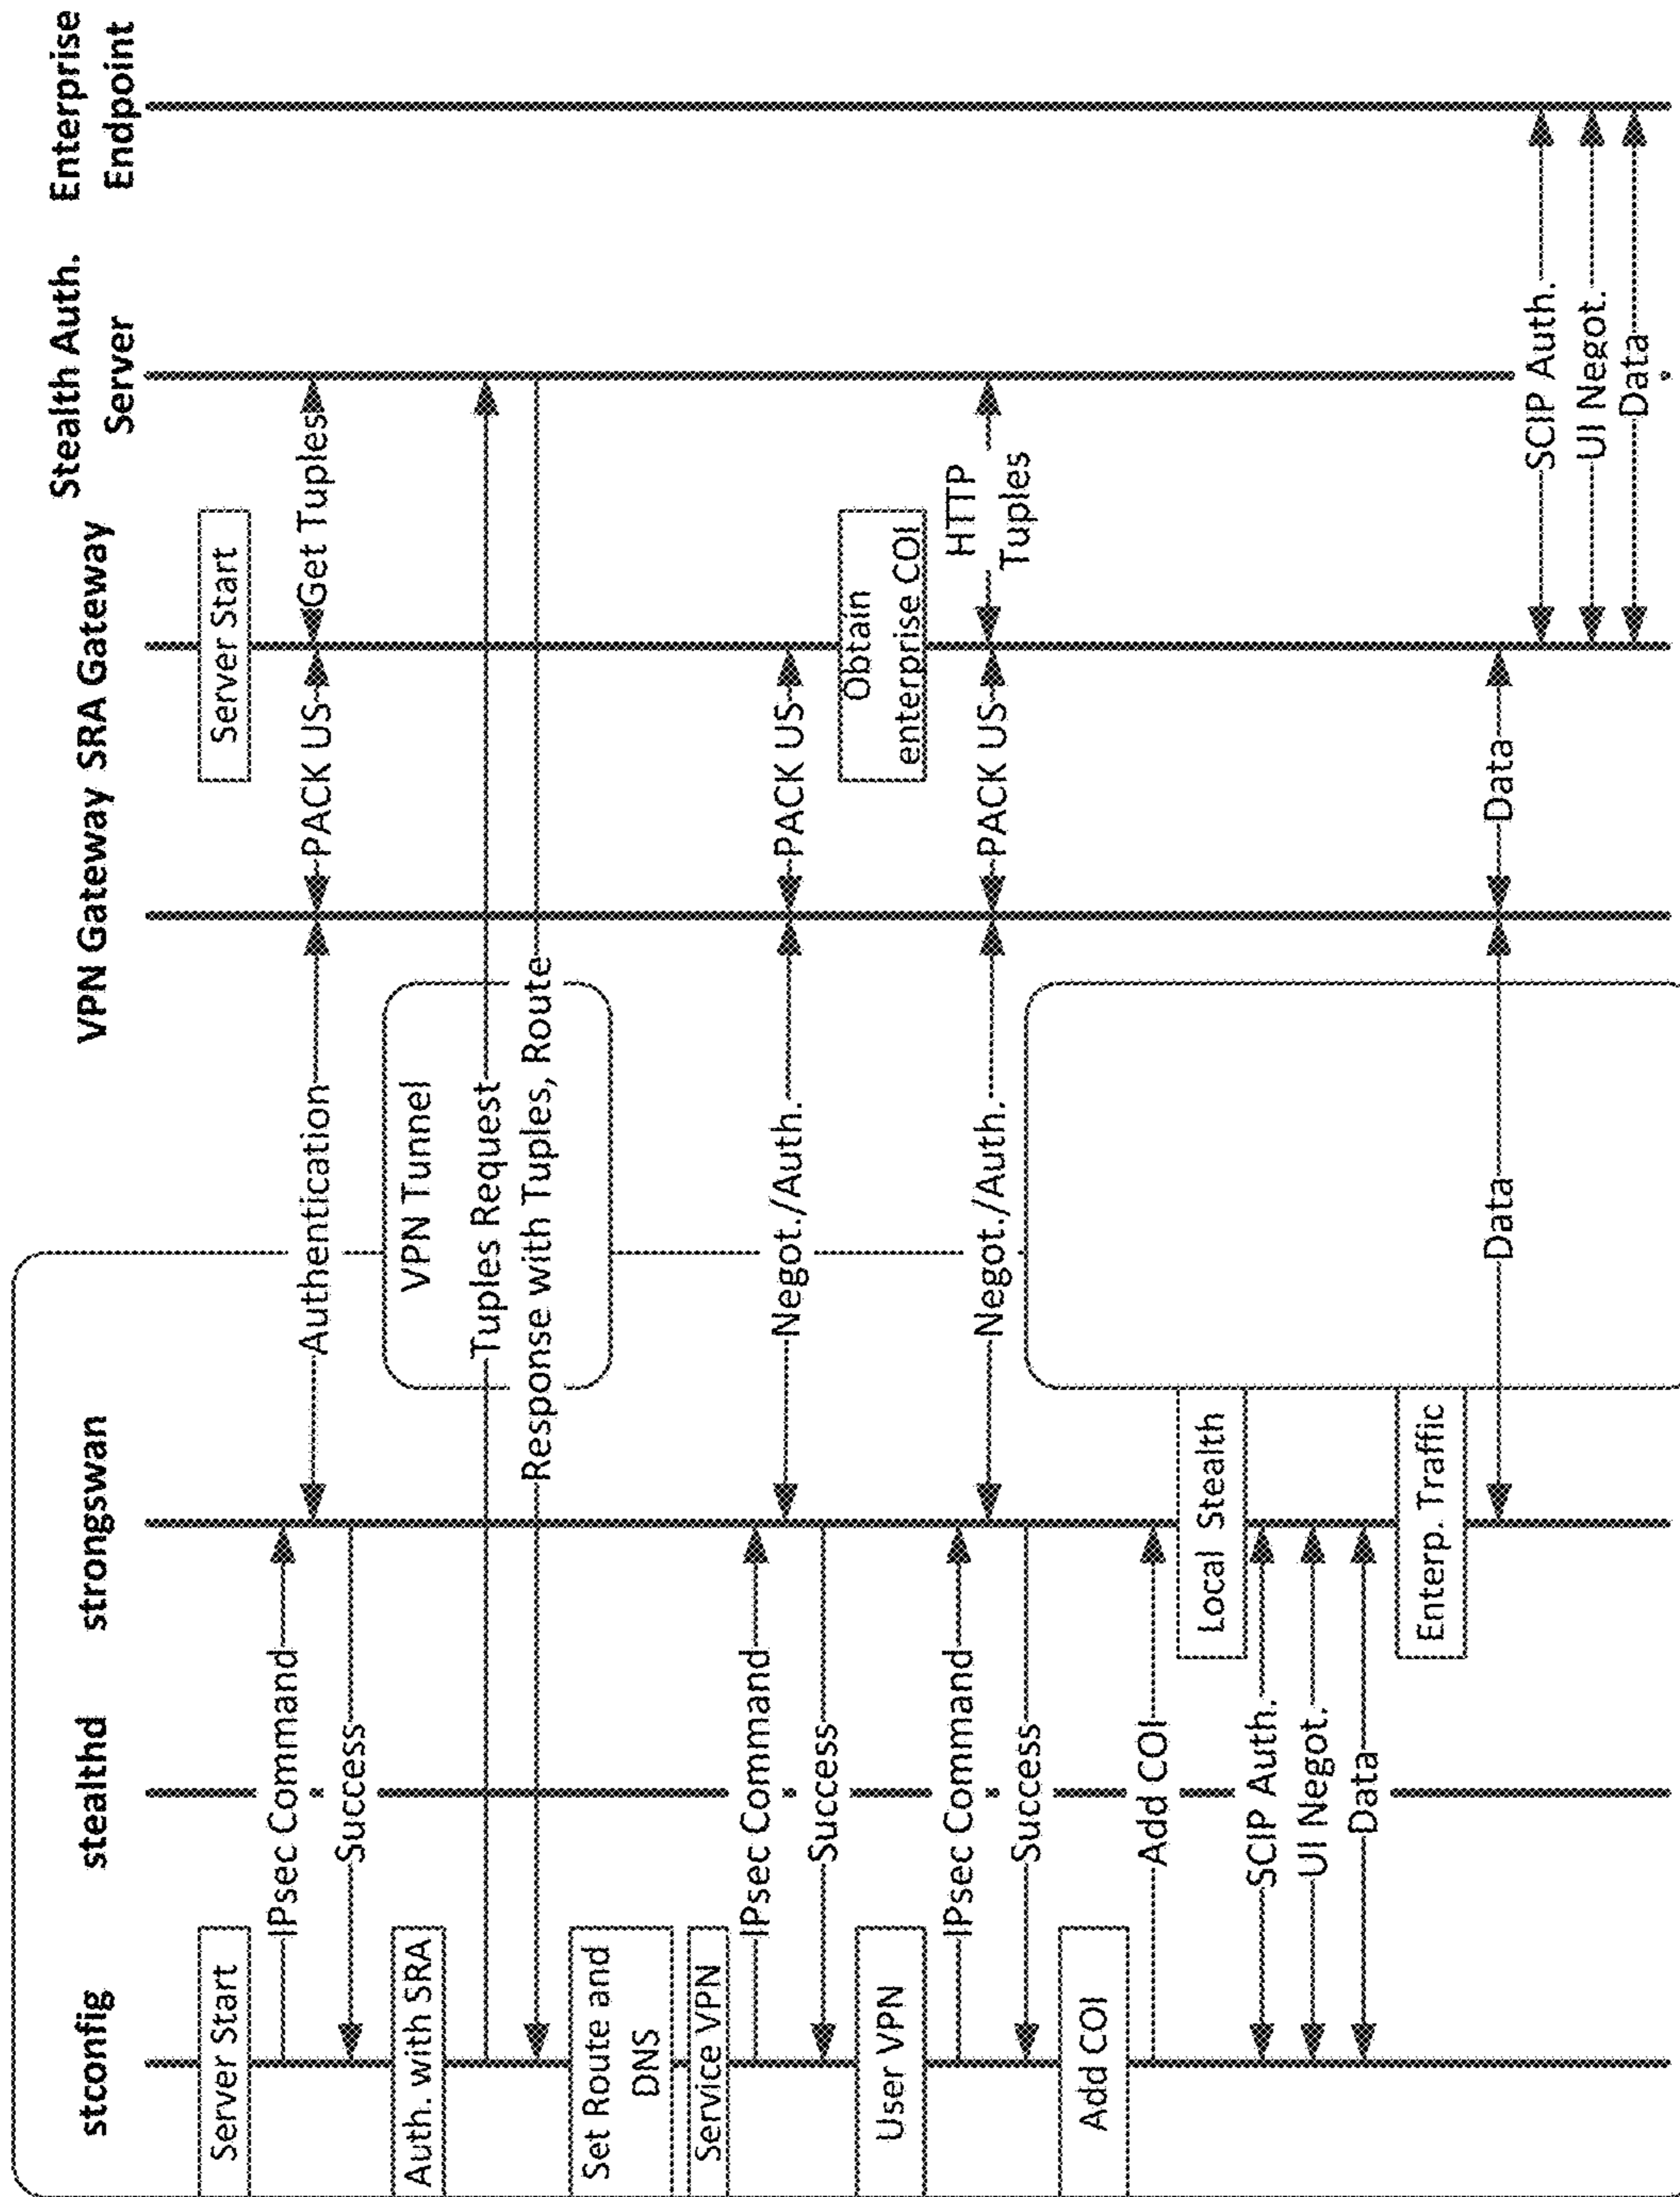 stconfig
stealthd
strongswan
VPN Gateway
SRA Gateway
Stealth Auth.
Server
Enterprise
Endpoint
Server Start
Server Start
IPsec Command
Authentication
PACK US
Get Tuples
Success
Auth. with SRA
VPN Tunnel
Tuples Request
Response with Tuples, Route
Set Route and
DNS
Service VPN
IPsec Command
Negot./Auth.
PACK US
Success
Obtain
enterprise COI
User VPN
IPsec Command
Negot./Auth.
PACK US
HTTP
Tuples
Success
Add COI
Add COI
Local Stealth
SCIP Auth.
UI Negot.
Data
Enterp. Traffic
Data
Data
SCIP Auth.
UI Negot.
Data